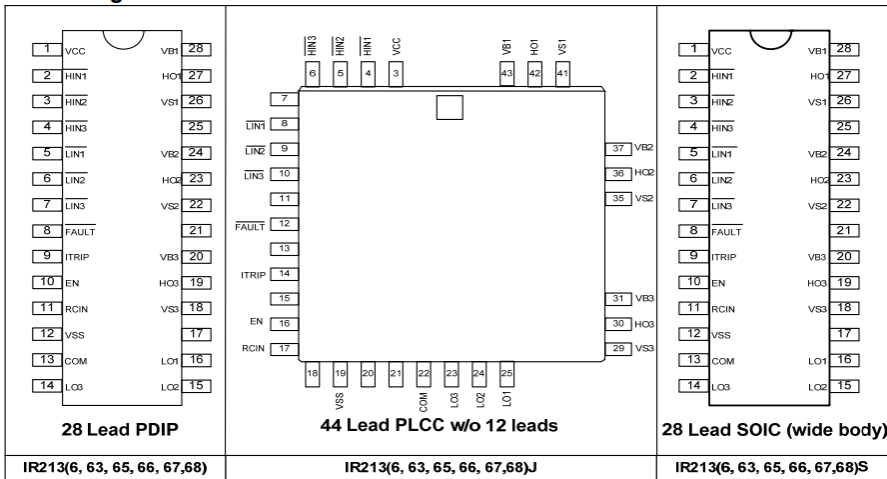 1 VCC VB1 28
2 HIN1 HO1 27
3 HIN2 VS1 26
4 HIN3 25
5 LIN1 VB2 24
6 LIN2 HO2 23
7 LIN3 VS2 22
8 FAULT 21
9 ITRIP VB3 20
10 EN HO3 19
11 RCIN VS3 18
12 VSS 17
13 COM LO1 16
14 LO3 LO2 15
28 Lead PDIP
IR213(6, 63, 65, 66, 67,68)
HIN3 HIN2 HIN1 VCC VB1 HO1 VS1
6 5 4 3 43 42 41
7
LIN1 8
LIN2 9 37 VB2
LIN3 10 36 HO2
11 35 VS2
FAULT 12
13
ITRIP 14
15 31 VB3
EN 16 30 HO3
RCIN 17 29 VS3
18 19 20 21 22 23 24 25
VSS COM LO3 LO2 LO1
44 Lead PLCC w/o 12 leads
IR213(6, 63, 65, 66, 67,68)J
1 VCC VB1 28
2 HIN1 HO1 27
3 HIN2 VS1 26
4 HIN3 25
5 LIN1 VB2 24
6 LIN2 HO2 23
7 LIN3 VS2 22
8 FAULT 21
9 ITRIP VB3 20
10 EN HO3 19
11 RCIN VS3 18
12 VSS 17
13 COM LO1 16
14 LO3 LO2 15
28 Lead SOIC (wide body)
IR213(6, 63, 65, 66, 67,68)S